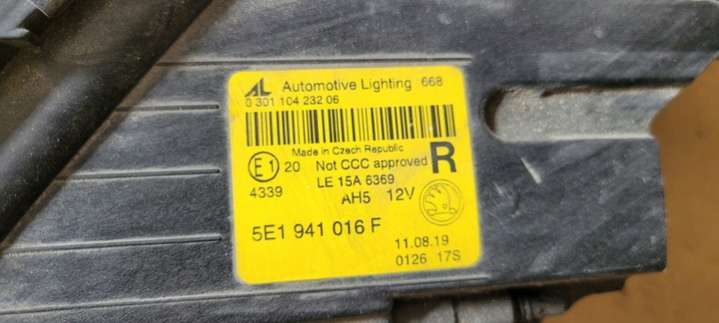 AL Automotive Lighting 668
0 301 104 232 06
Made in Czech Republic
E1 20 Not CCC approved R
4339 LE 15A 6369
AH5 12V
5E1 941 016 F
11.08.19
0126 17S